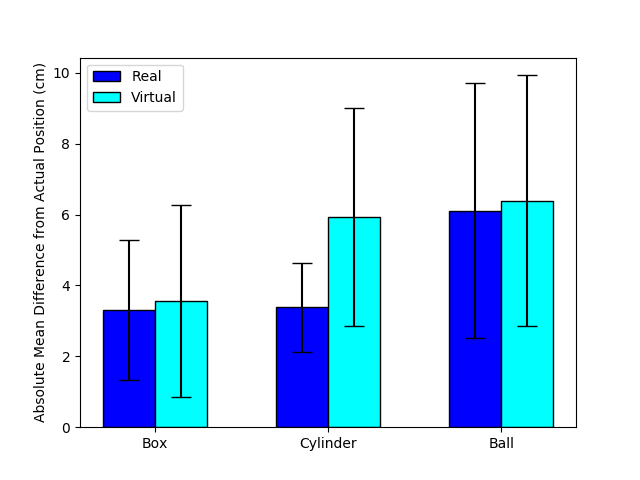 Absolute Mean Difference from Actual Position (cm)
10
8
6
4
2
0
Real
Virtual
Box
Cylinder
Ball